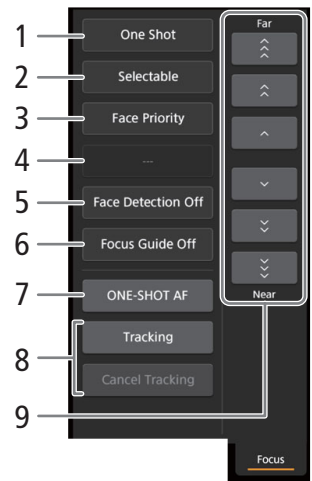 1 One Shot
2 Selectable
3 Face Priority
4 ---
5 Face Detection Off
6 Focus Guide Off
7 ONE-SHOT AF
8 Tracking
Cancel Tracking
9
Far
Near
Focus